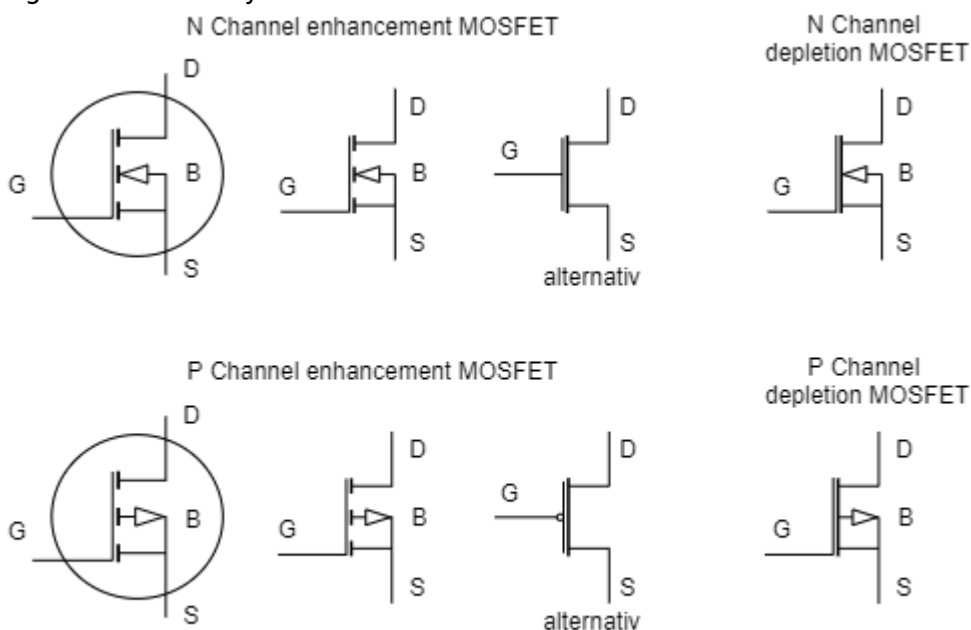 N Channel enhancement MOSFET
N Channel
depletion MOSFET
D
G
B
S
D
G
B
S
D
G
S
alternativ
D
G
B
S
P Channel enhancement MOSFET
P Channel
depletion MOSFET
D
G
B
S
D
G
B
S
D
G
S
alternativ
D
G
B
S